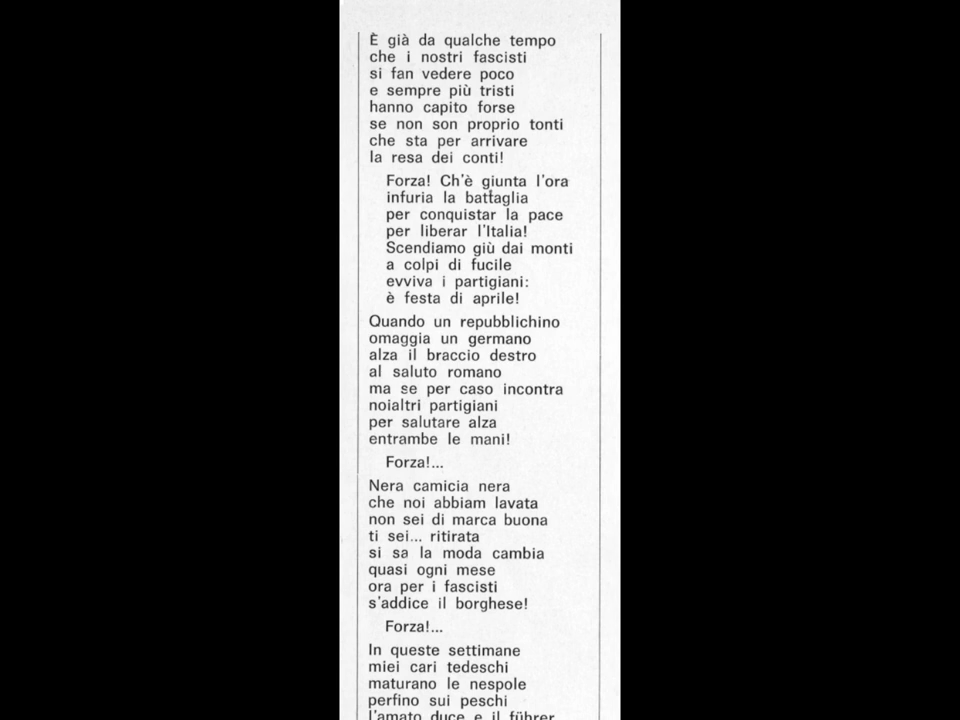 È già da qualche tempo
che i nostri fascisti
si fan vedere poco
e sempre più tristi
hanno capito forse
se non son proprio tonti
che sta per arrivare
la resa dei conti!
Forza! Ch'è giunta l'ora
infuria la battaglia
per conquistar la pace
per liberar l'Italia!
Scendiamo giù dai monti
a colpi di fucile
evviva i partigiani:
è festa di aprile!
Quando un repubblichino
omaggia un germano
alza il braccio destro
al saluto romano
ma se per caso incontra
noialtri partigiani
per salutare alza
entrambe le mani!
Forza!...
Nera camicia nera
che noi abbiam lavata
non sei di marca buona
ti sei... ritirata
si sa la moda cambia
quasi ogni mese
ora per i fascisti
s'addice il borghese!
Forza!...
In queste settimane
miei cari tedeschi
maturano le nespole
perfino sui peschi
l'amato duce e il führer